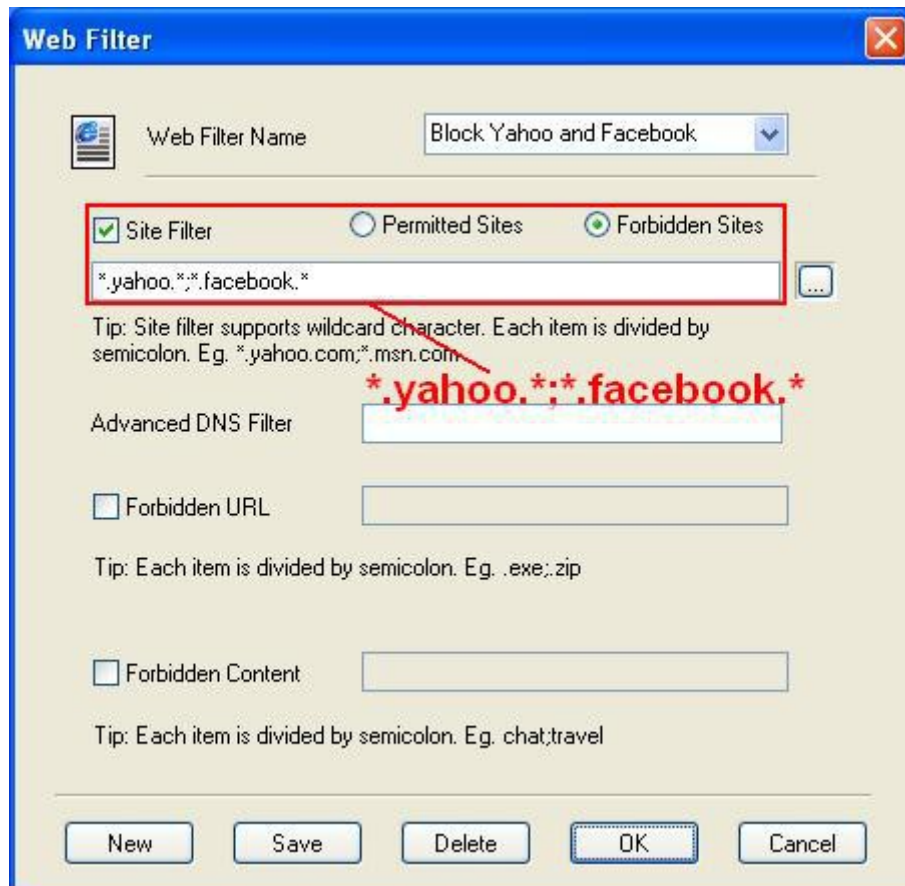 Web Filter
Web Filter Name
Block Yahoo and Facebook
Site Filter
Permitted Sites
Forbidden Sites
*.yahoo.*;*.facebook.*
...
Tip: Site filter supports wildcard character. Each item is divided by
semicolon. Eg. *.yahoo.com;*.msn.com
*.yahoo.*;*.facebook.*
Advanced DNS Filter
Forbidden URL
Tip: Each item is divided by semicolon. Eg. .exe;.zip
Forbidden Content
Tip: Each item is divided by semicolon. Eg. chat;travel
New
Save
Delete
OK
Cancel